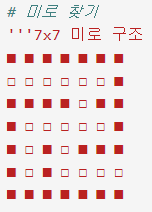 # 미로 찾기
'''7x7 미로 구조
■ ■ ■ ■ ■ ■ ■
□ □ □ □ □ □ ■
■ ■ □ ■ ■ □ ■
■ □ □ □ ■ □ ■
■ □ ■ □ ■ ■ ■
■ □ ■ □ □ □ □
■ ■ ■ ■ ■ ■ ■